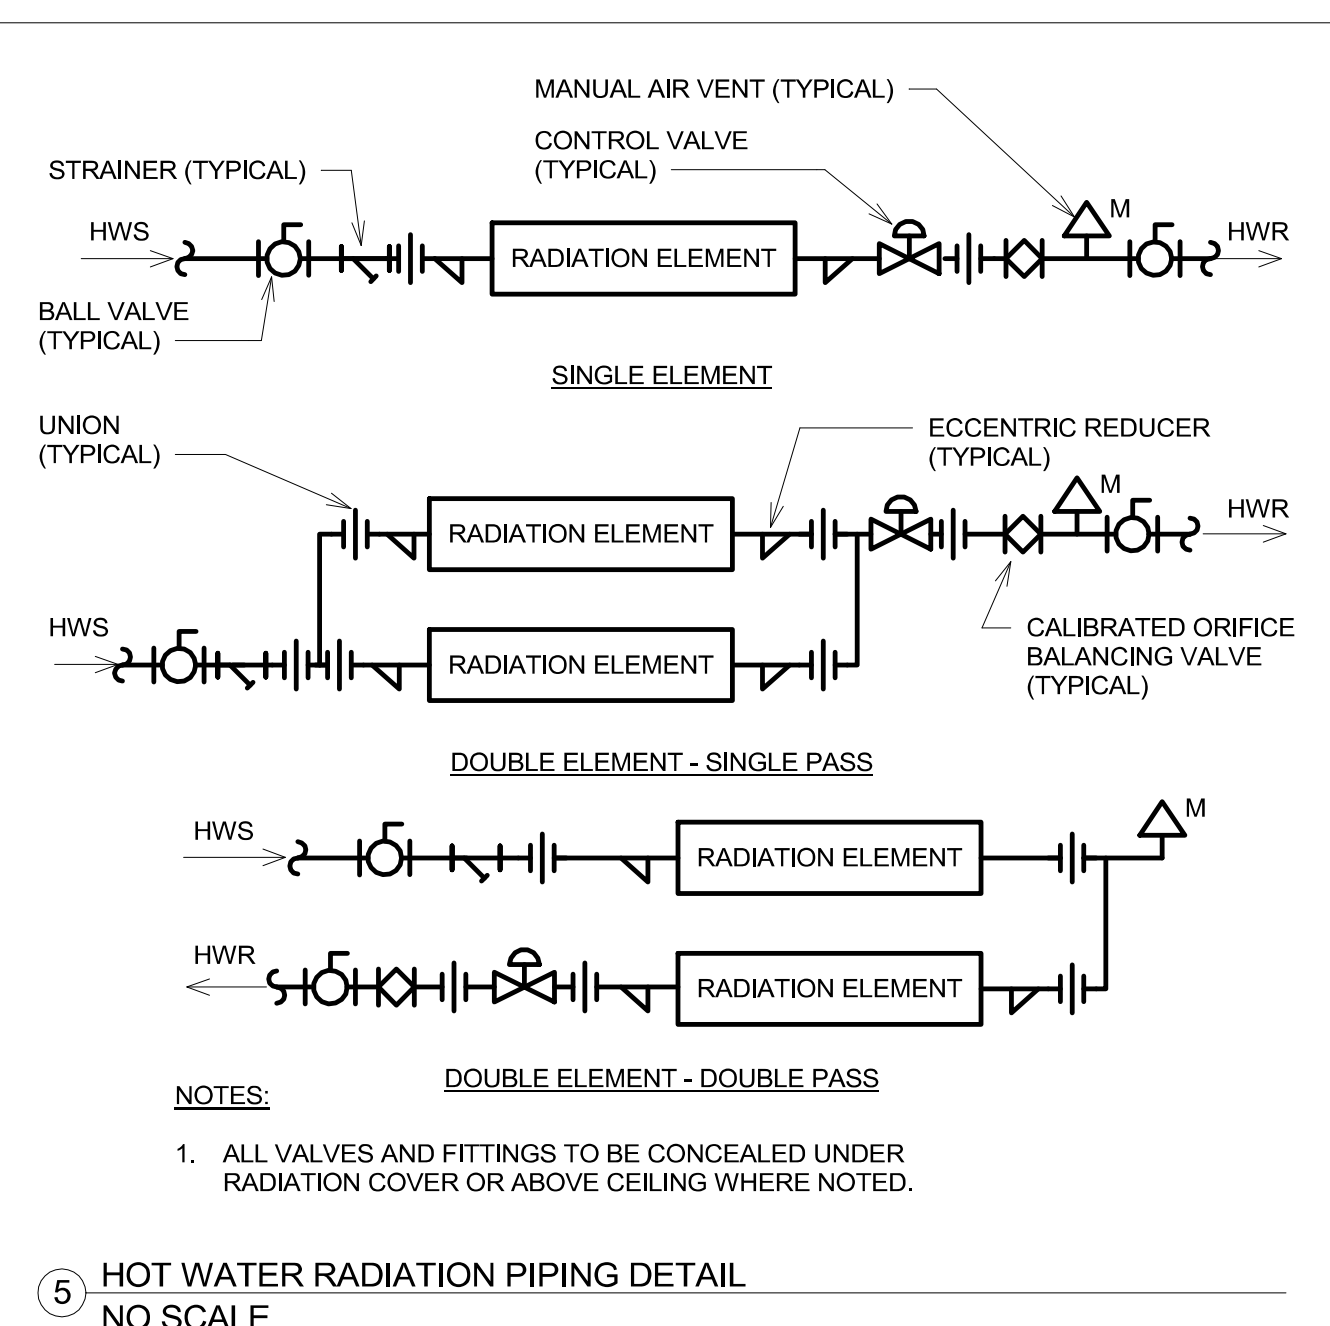 MANUAL AIR VENT (TYPICAL)
CONTROL VALVE
(TYPICAL)
STRAINER (TYPICAL)
HWS
RADIATION ELEMENT
M
HWR
BALL VALVE
(TYPICAL)
SINGLE ELEMENT
UNION
(TYPICAL)
ECCENTRIC REDUCER
(TYPICAL)
RADIATION ELEMENT
M
HWR
HWS
RADIATION ELEMENT
CALIBRATED ORIFICE
BALANCING VALVE
(TYPICAL)
DOUBLE ELEMENT - SINGLE PASS
HWS
RADIATION ELEMENT
M
HWR
RADIATION ELEMENT
DOUBLE ELEMENT - DOUBLE PASS
NOTES:
1. ALL VALVES AND FITTINGS TO BE CONCEALED UNDER
RADIATION COVER OR ABOVE CEILING WHERE NOTED.
5 HOT WATER RADIATION PIPING DETAIL
NO SCALE